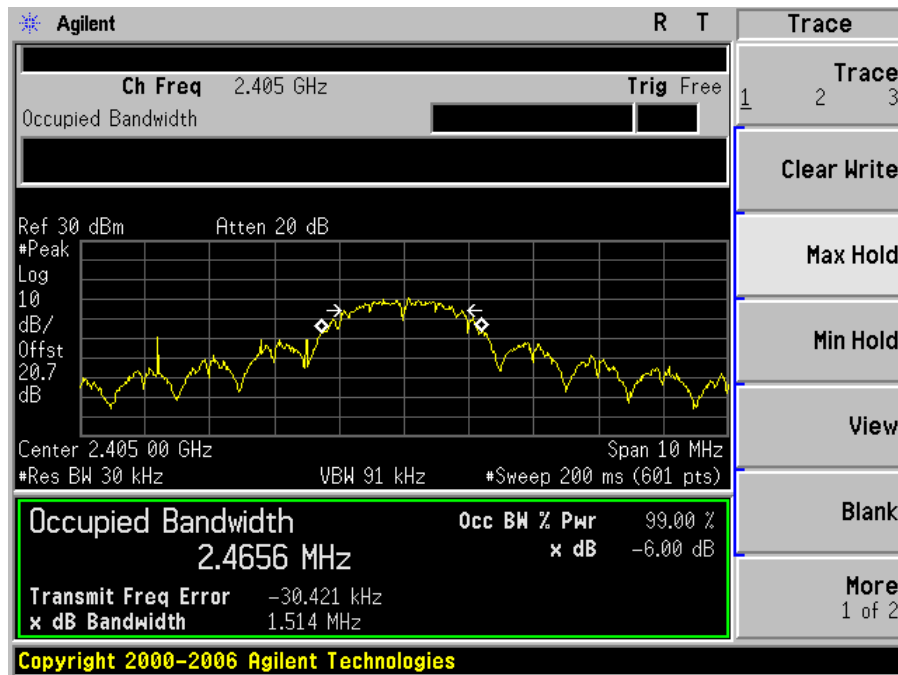 Agilent R T Trace
Ch Freq 2.405 GHz Trig Free
Occupied Bandwidth
Trace
1 2 3
Clear Write
Max Hold
Min Hold
View
Blank
More
1 of 2
Ref 30 dBm Atten 20 dB
#Peak
Log
10
dB/
Offst
20.7
dB
Center 2.405 00 GHz Span 10 MHz
#Res BW 30 kHz VBW 91 kHz #Sweep 200 ms (601 pts)
Occupied Bandwidth Occ BW % Pwr 99.00 %
2.4656 MHz x dB -6.00 dB
Transmit Freq Error -30.421 kHz
x dB Bandwidth 1.514 MHz
Copyright 2000-2006 Agilent Technologies